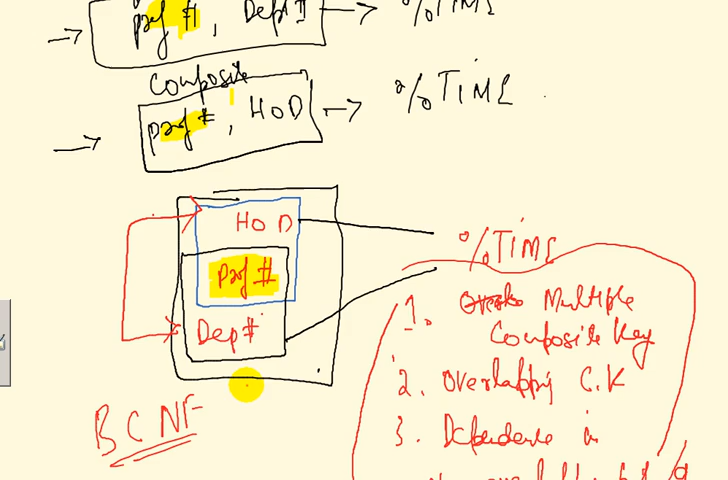 prof #, Dept # → %TIME
Composite
prof #, HOD → %TIME
HOD
%TIME
Prof #
Dep #
1. Multiple
Composite Key
2. Overlapping C.K
3. Dependence in
BCNF